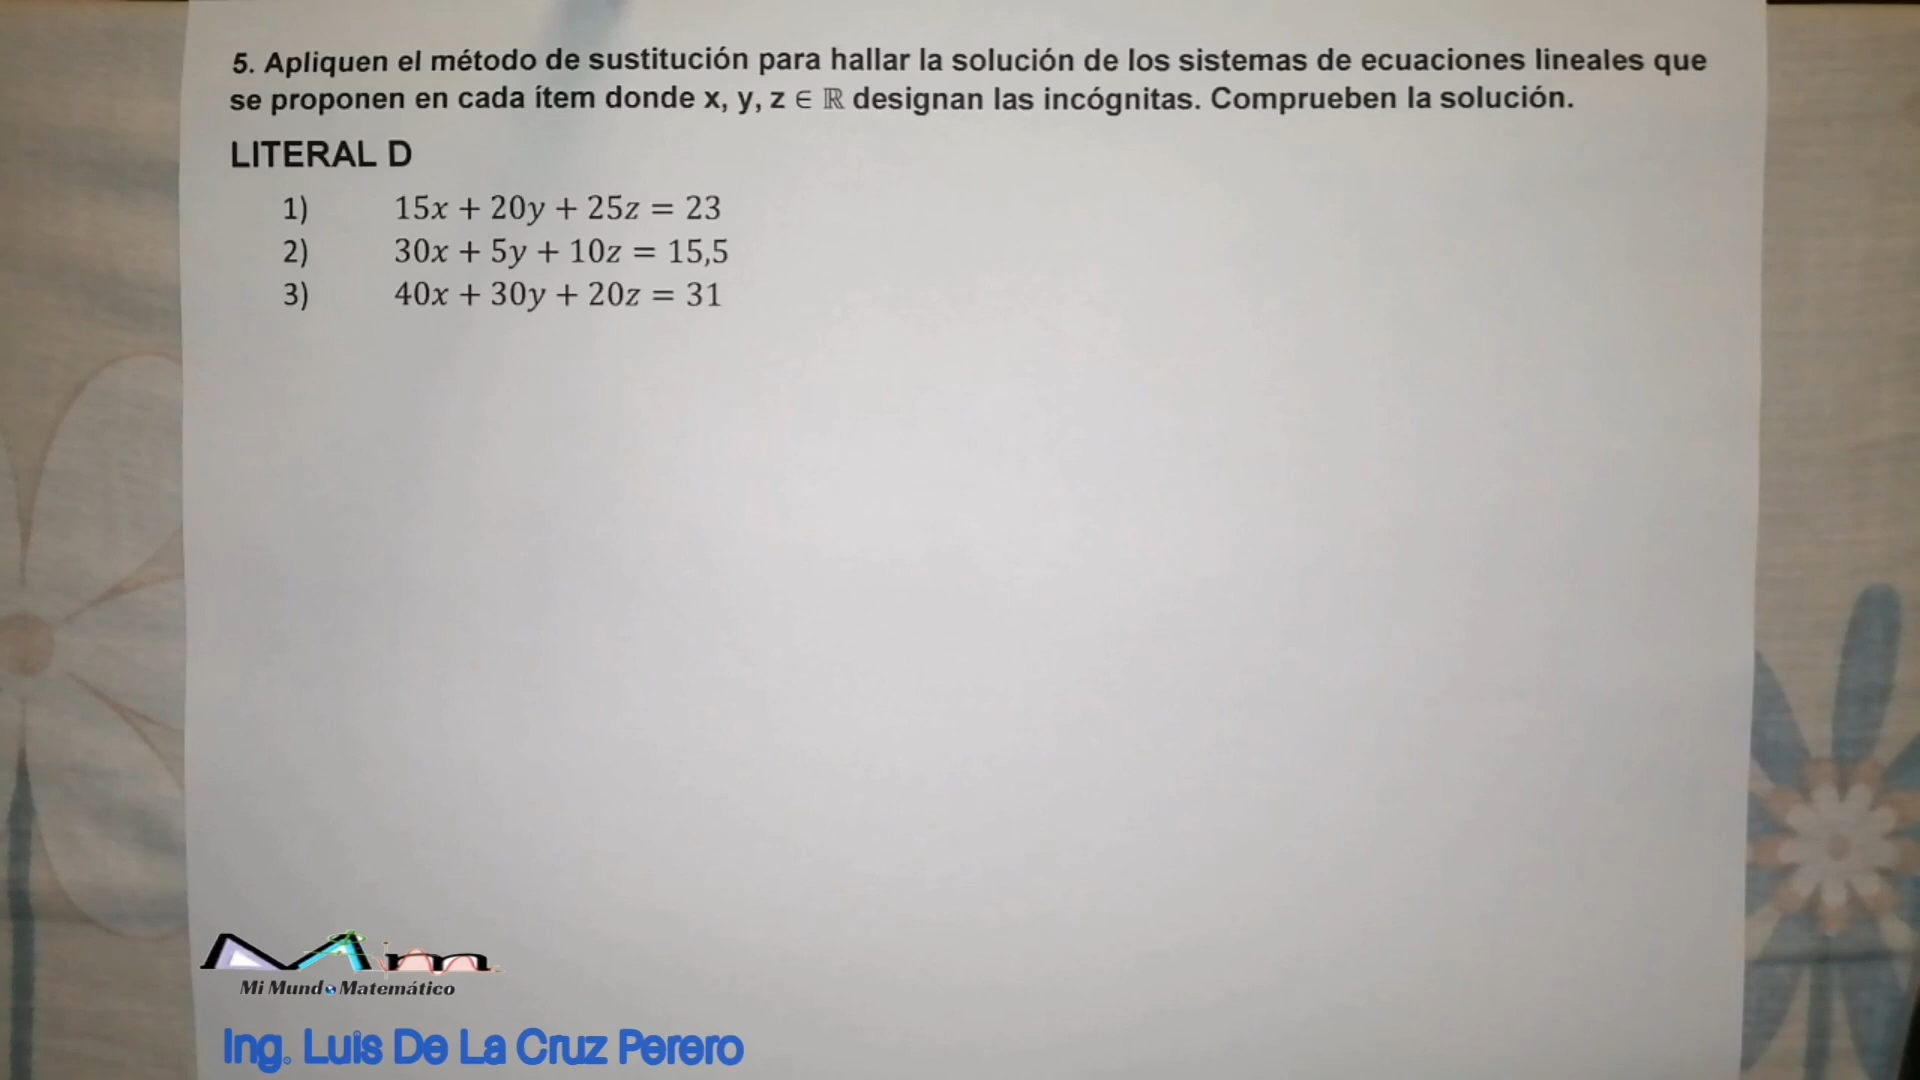 5. Apliquen el método de sustitución para hallar la solución de los sistemas de ecuaciones lineales que
se proponen en cada ítem donde x, y, z ∈ ℝ designan las incógnitas. Comprueben la solución.
LITERAL D
1) 15x + 20y + 25z = 23
2) 30x + 5y + 10z = 15,5
3) 40x + 30y + 20z = 31
Mim
Mi Mundo Matemático
Ing. Luis De La Cruz Perero